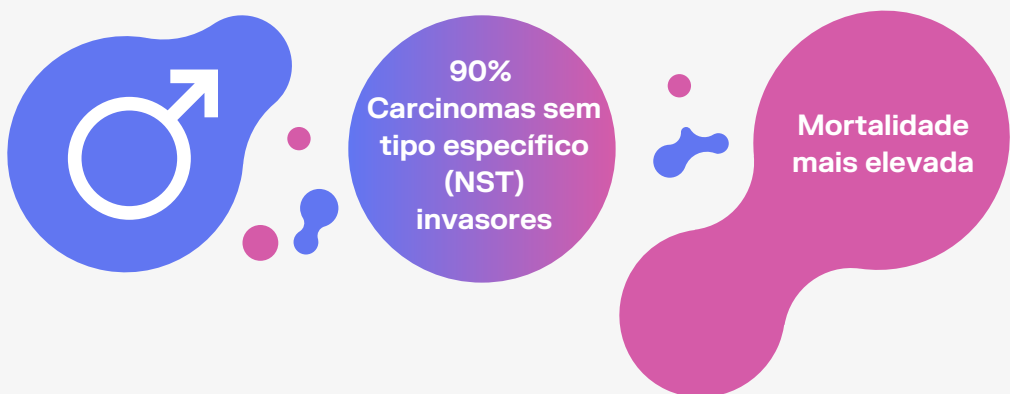 90%
Carcinomas sem
tipo específico
(NST)
invasores
Mortalidade
mais elevada